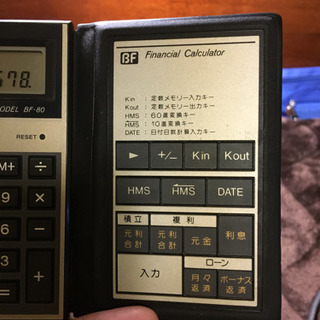 678.
MODEL BF-80
RESET
M+ ÷
9 ×
6 -
3 +
BF Financial Calculator
Kin : 定数メモリー入力キー
Kout : 定数メモリー出力キー
HMS : 60進変換キー
HMS : 10進変換キー
DATE : 日付日数計算入力キー
▶ +/− Kin Kout
HMS HMS DATE
積立 複利
元利合計 元利合計 元金 利息
ローン
入力 月々返済 ボーナス返済